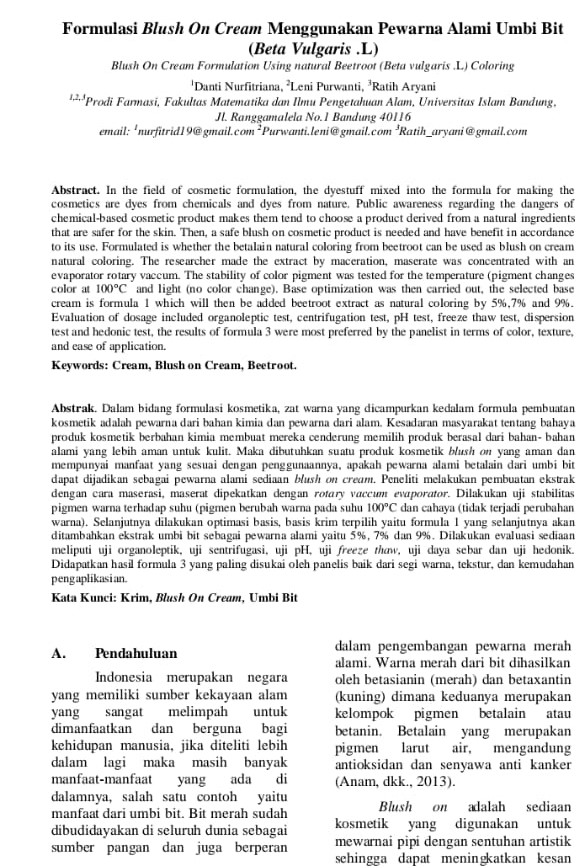 Formulasi Blush On Cream Menggunakan Pewarna Alami Umbi Bit
(Beta Vulgaris .L)
Blush On Cream Formulation Using natural Beetroot (Beta vulgaris .L) Coloring
¹Danti Nurfitriana, ²Leni Purwanti, ³Ratih Aryani
1,2,3Prodi Farmasi, Fakultas Matematika dan Ilmu Pengetahuan Alam, Universitas Islam Bandung,
Jl. Ranggamalela No.1 Bandung 40116
email: ¹nurfitrid19@gmail.com ²Purwanti.leni@gmail.com ³Ratih_aryani@gmail.com
Abstract. In the field of cosmetic formulation, the dyestuff mixed into the formula for making the
cosmetics are dyes from chemicals and dyes from nature. Public awareness regarding the dangers of
chemical-based cosmetic product makes them tend to choose a product derived from a natural ingredients
that are safer for the skin. Then, a safe blush on cosmetic product is needed and have benefit in accordance
to its use. Formulated is whether the betalain natural coloring from beetroot can be used as blush on cream
natural coloring. The researcher made the extract by maceration, maserate was concentrated with an
evaporator rotary vaccum. The stability of color pigment was tested for the temperature (pigment changes
color at 100°C and light (no color change). Base optimization was then carried out, the selected base
cream is formula 1 which will then be added beetroot extract as natural coloring by 5%,7% and 9%.
Evaluation of dosage included organoleptic test, centrifugation test, pH test, freeze thaw test, dispersion
test and hedonic test, the results of formula 3 were most preferred by the panelist in terms of color, texture,
and ease of application.
Keywords: Cream, Blush on Cream, Beetroot.
Abstrak. Dalam bidang formulasi kosmetika, zat warna yang dicampurkan kedalam formula pembuatan
kosmetik adalah pewarna dari bahan kimia dan pewarna dari alam. Kesadaran masyarakat tentang bahaya
produk kosmetik berbahan kimia membuat mereka cenderung memilih produk berasal dari bahan- bahan
alami yang lebih aman untuk kulit. Maka dibutuhkan suatu produk kosmetik blush on yang aman dan
mempunyai manfaat yang sesuai dengan penggunaannya, apakah pewarna alami betalain dari umbi bit
dapat dijadikan sebagai pewarna alami sediaan blush on cream. Peneliti melakukan pembuatan ekstrak
dengan cara maserasi, maserat dipekatkan dengan rotary vaccum evaporator. Dilakukan uji stabilitas
pigmen warna terhadap suhu (pigmen berubah warna pada suhu 100°C dan cahaya (tidak terjadi perubahan
warna). Selanjutnya dilakukan optimasi basis, basis krim terpilih yaitu formula 1 yang selanjutnya akan
ditambahkan ekstrak umbi bit sebagai pewarna alami yaitu 5%, 7% dan 9%. Dilakukan evaluasi sediaan
meliputi uji organoleptik, uji sentrifugasi, uji pH, uji freeze thaw, uji daya sebar dan uji hedonik.
Didapatkan hasil formula 3 yang paling disukai oleh panelis baik dari segi warna, tekstur, dan kemudahan
pengaplikasian.
Kata Kunci: Krim, Blush On Cream, Umbi Bit
A. Pendahuluan
Indonesia merupakan negara
yang memiliki sumber kekayaan alam
yang sangat melimpah untuk
dimanfaatkan dan berguna bagi
kehidupan manusia, jika diteliti lebih
dalam lagi maka masih banyak
manfaat-manfaat yang ada di
dalamnya, salah satu contoh yaitu
manfaat dari umbi bit. Bit merah sudah
dibudidayakan di seluruh dunia sebagai
sumber pangan dan juga berperan
dalam pengembangan pewarna merah
alami. Warna merah dari bit dihasilkan
oleh betasianin (merah) dan betaxantin
(kuning) dimana keduanya merupakan
kelompok pigmen betalain atau
betanin. Betalain yang merupakan
pigmen larut air, mengandung
antioksidan dan senyawa anti kanker
(Anam, dkk., 2013).
Blush on adalah sediaan
kosmetik yang digunakan untuk
mewarnai pipi dengan sentuhan artistik
sehingga dapat meningkatkan kesan